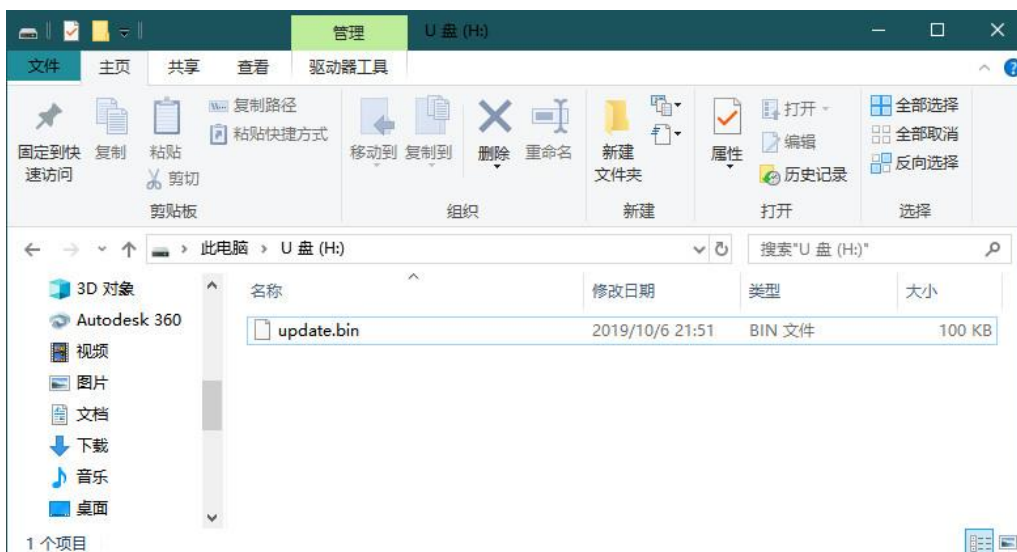 管理
U 盘 (H:)
文件
主页
共享
查看
驱动器工具
固定到快
速访问
复制
粘贴
复制路径
粘贴快捷方式
剪切
剪贴板
移动到
复制到
删除
重命名
组织
新建
文件夹
新建
属性
打开
编辑
历史记录
打开
全部选择
全部取消
反向选择
选择
此电脑 › U 盘 (H:)
搜索"U 盘 (H:)"
3D 对象
Autodesk 360
视频
图片
文档
下载
音乐
桌面
名称
修改日期
类型
大小
update.bin
2019/10/6 21:51
BIN 文件
100 KB
1 个项目